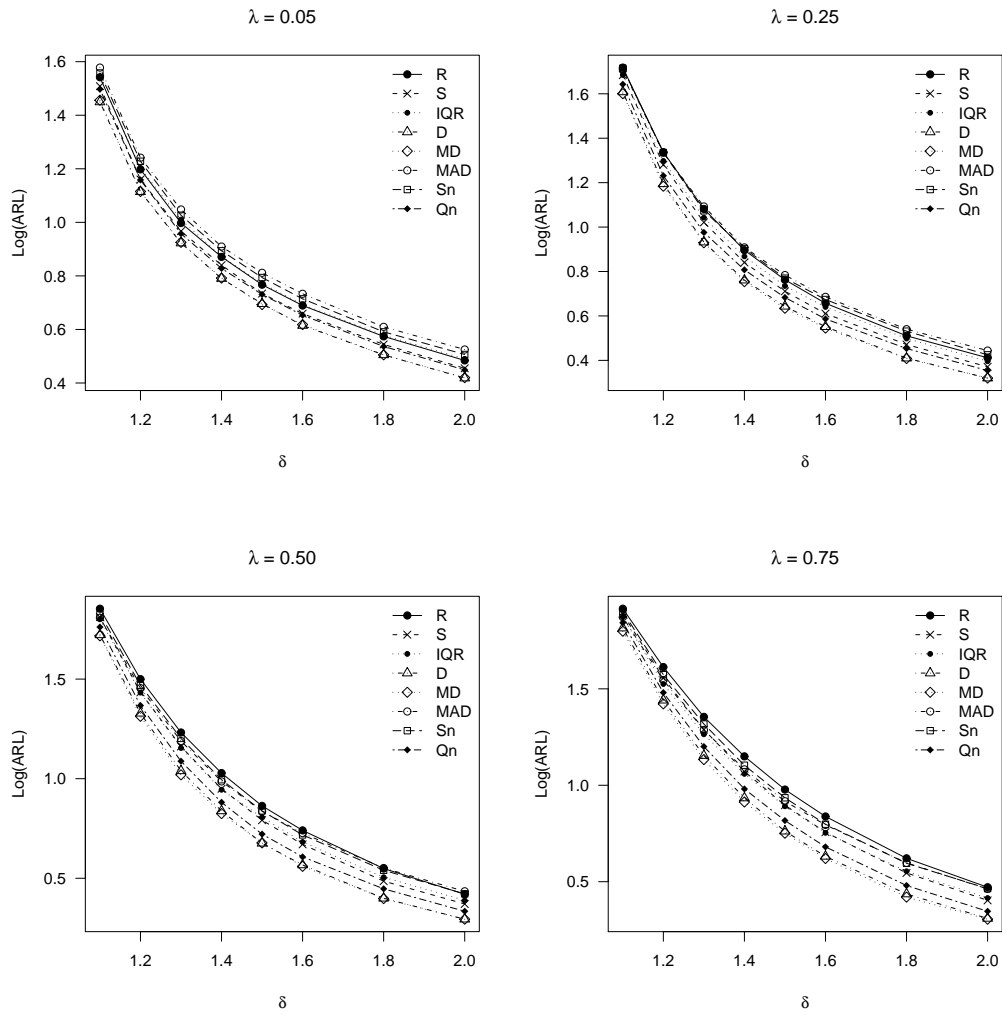 λ = 0.05
1.6
1.4
1.2
1.0
0.8
0.6
0.4
Log(ARL)
R
S
IQR
D
MD
MAD
Sn
Qn
1.2 1.4 1.6 1.8 2.0
δ
λ = 0.25
1.6
1.4
1.2
1.0
0.8
0.6
0.4
Log(ARL)
R
S
IQR
D
MD
MAD
Sn
Qn
1.2 1.4 1.6 1.8 2.0
δ
λ = 0.50
1.5
1.0
0.5
Log(ARL)
R
S
IQR
D
MD
MAD
Sn
Qn
1.2 1.4 1.6 1.8 2.0
δ
λ = 0.75
1.5
1.0
0.5
Log(ARL)
R
S
IQR
D
MD
MAD
Sn
Qn
1.2 1.4 1.6 1.8 2.0
δ